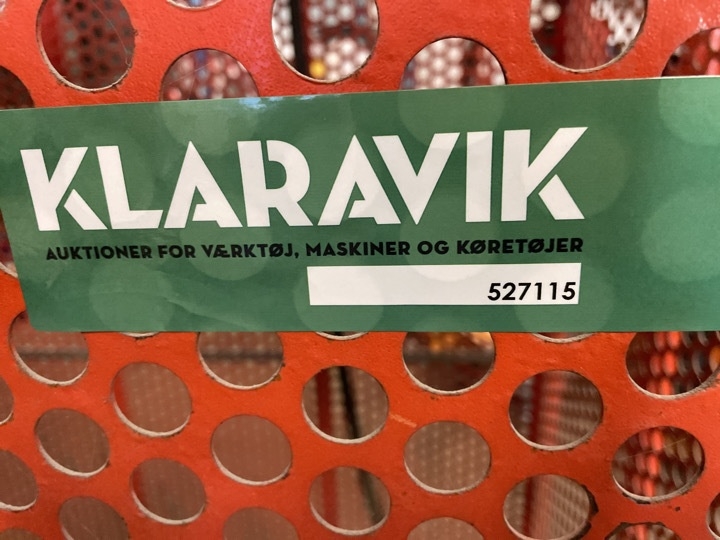 KLARAVIK
AUKTIONER FOR VÆRKTØJ, MASKINER OG KØRETØJER
527115